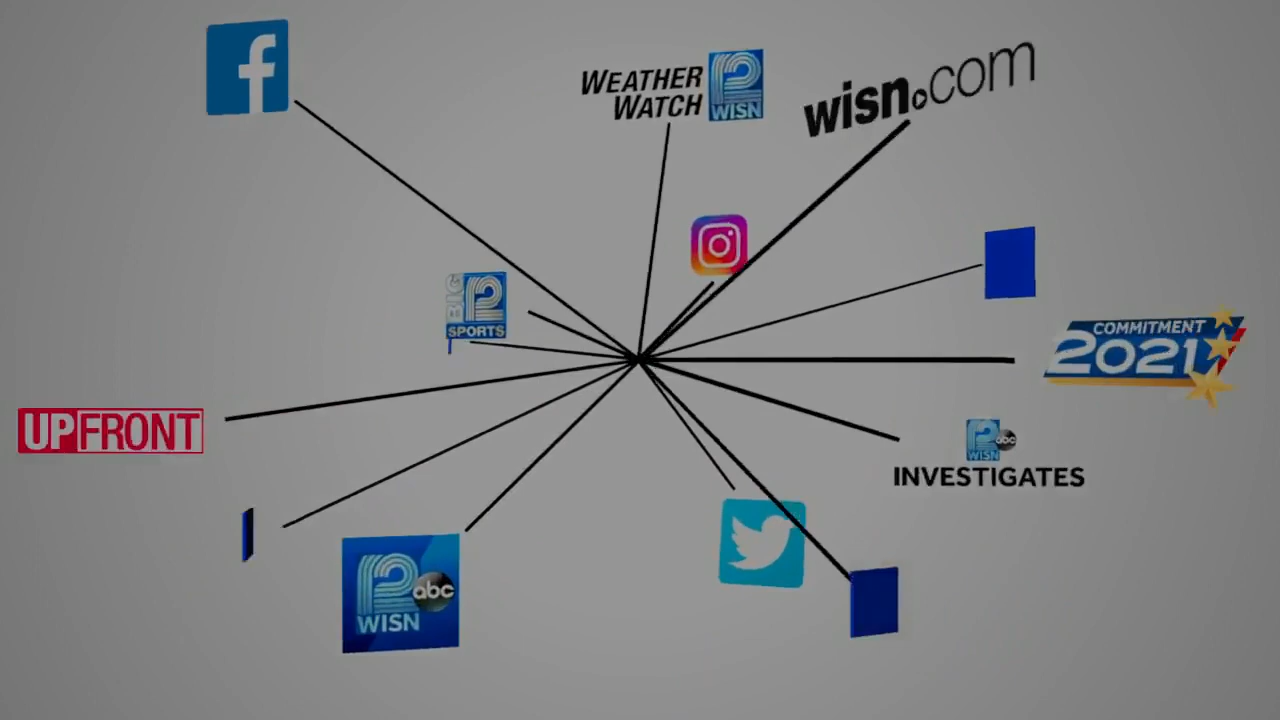 f
WEATHER
WATCH
12
WISN
wisn.com
BIG
12
SPORTS
COMMITMENT
2021
UPFRONT
12
abc
WISN
INVESTIGATES
12
abc
WISN